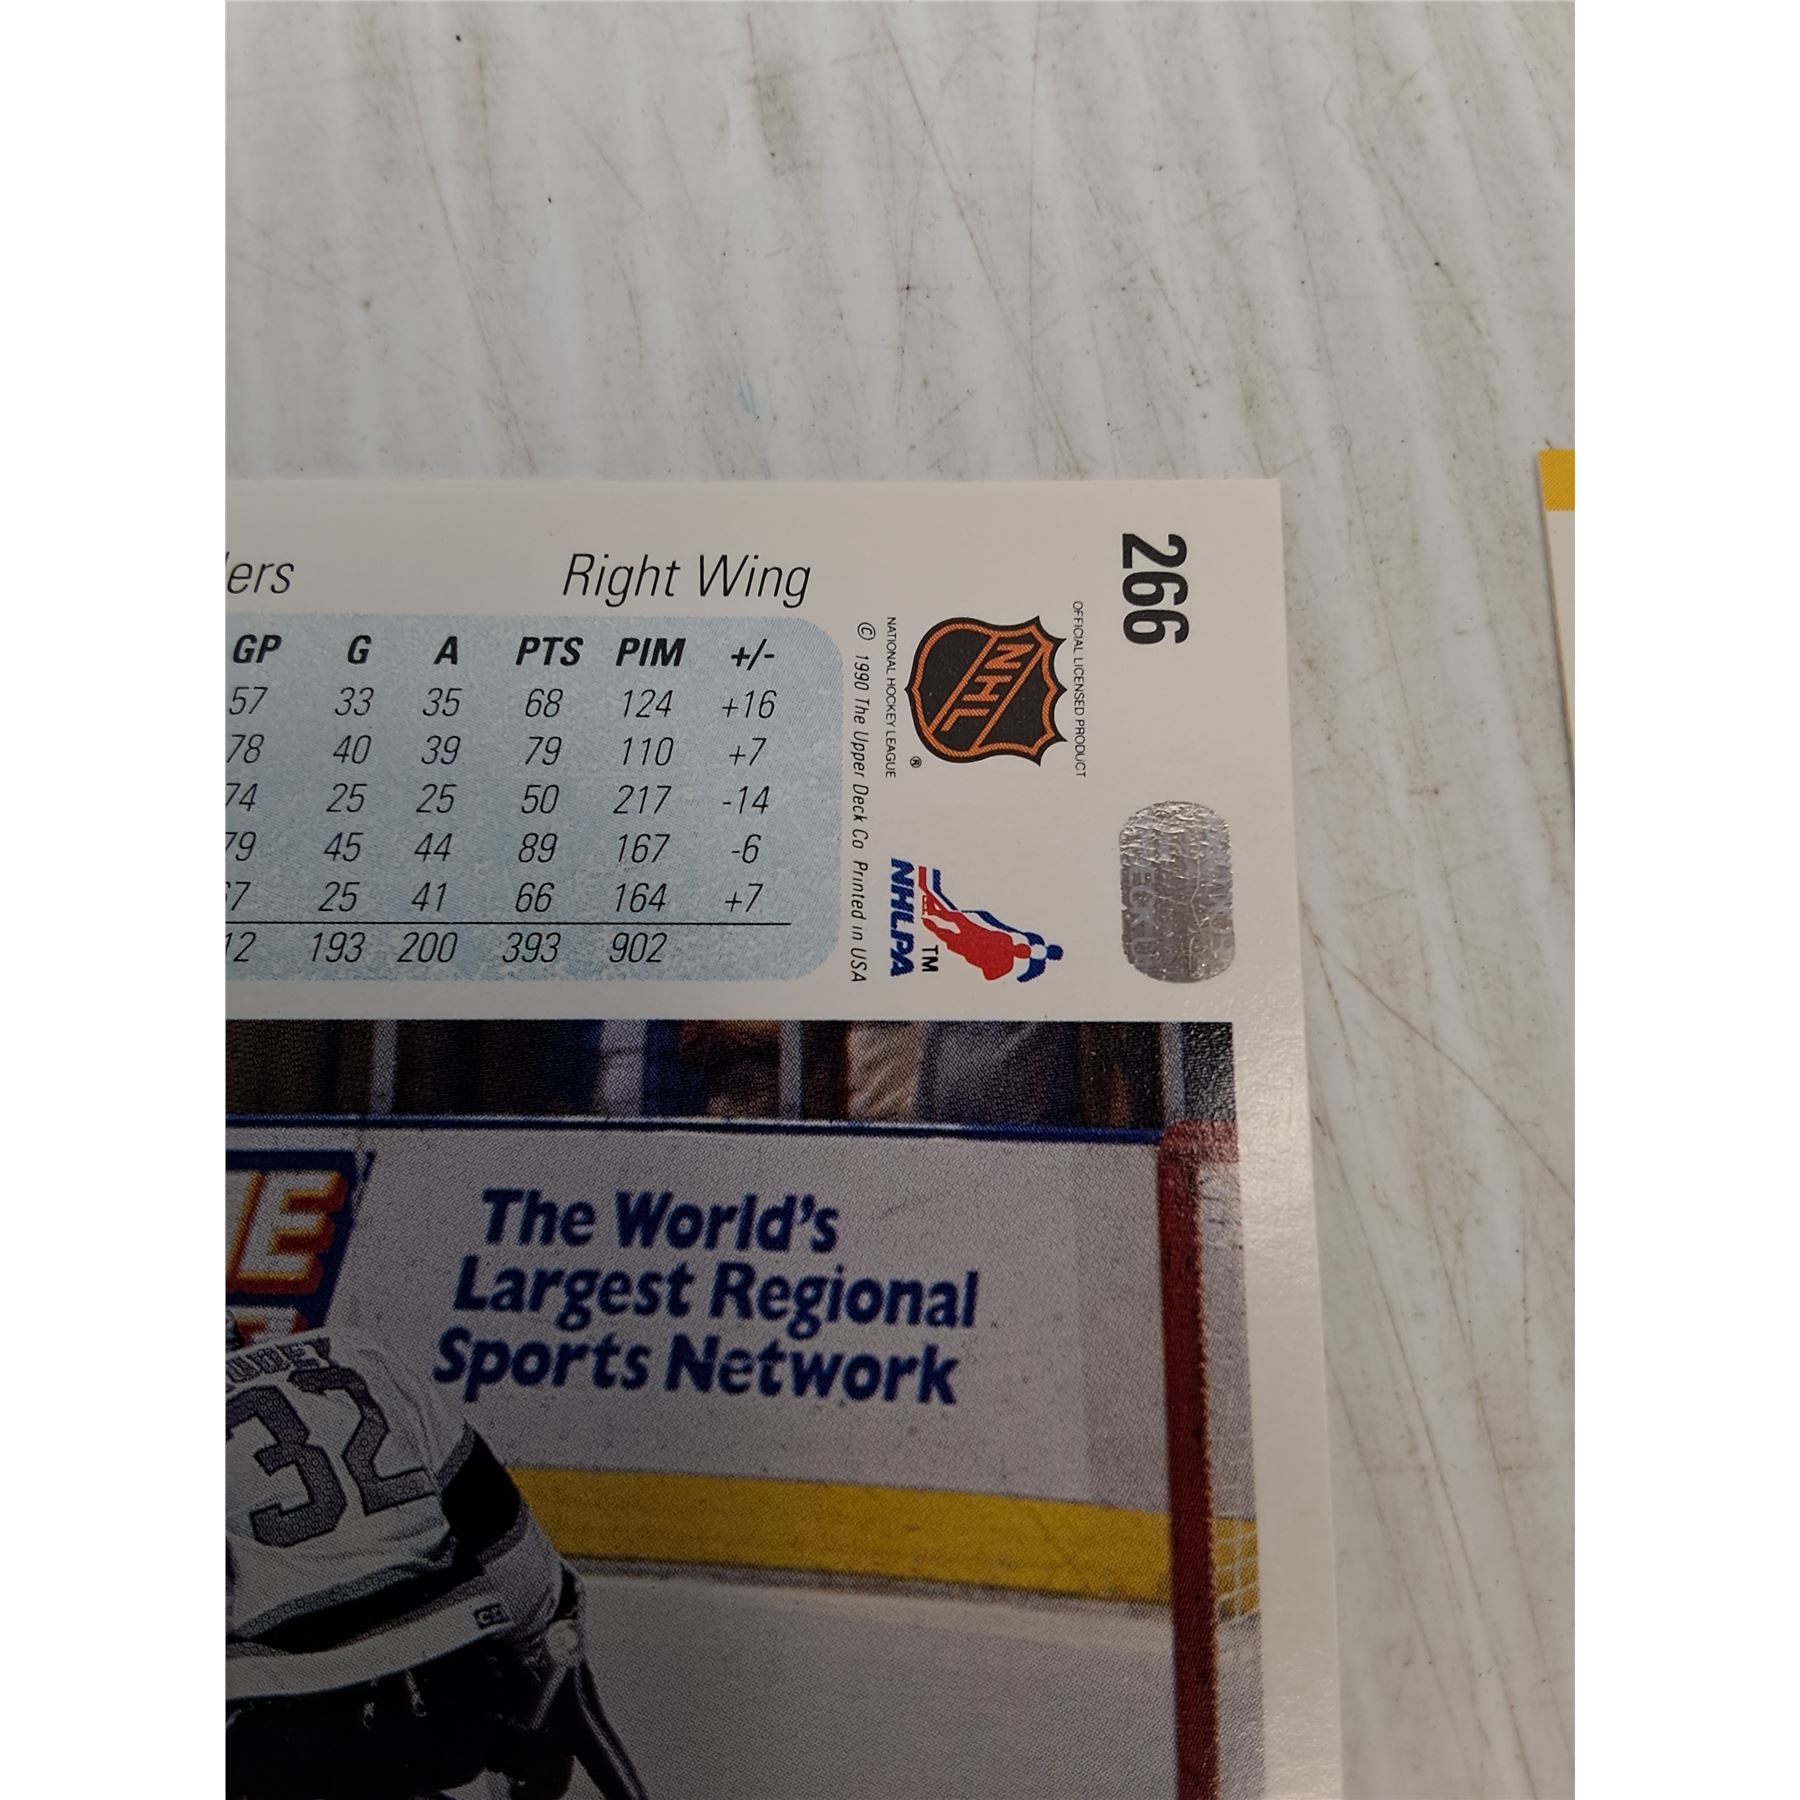 lers Right Wing
GP G A PTS PIM +/-
57 33 35 68 124 +16
78 40 39 79 110 +7
74 25 25 50 217 -14
79 45 44 89 167 -6
67 25 41 66 164 +7
12 193 200 393 902
266
OFFICIAL LICENSED PRODUCT
NHL
®
NATIONAL HOCKEY LEAGUE
© 1990 The Upper Deck Co Printed in USA
NHLPA
TM
E
The World's
Largest Regional
Sports Network
32